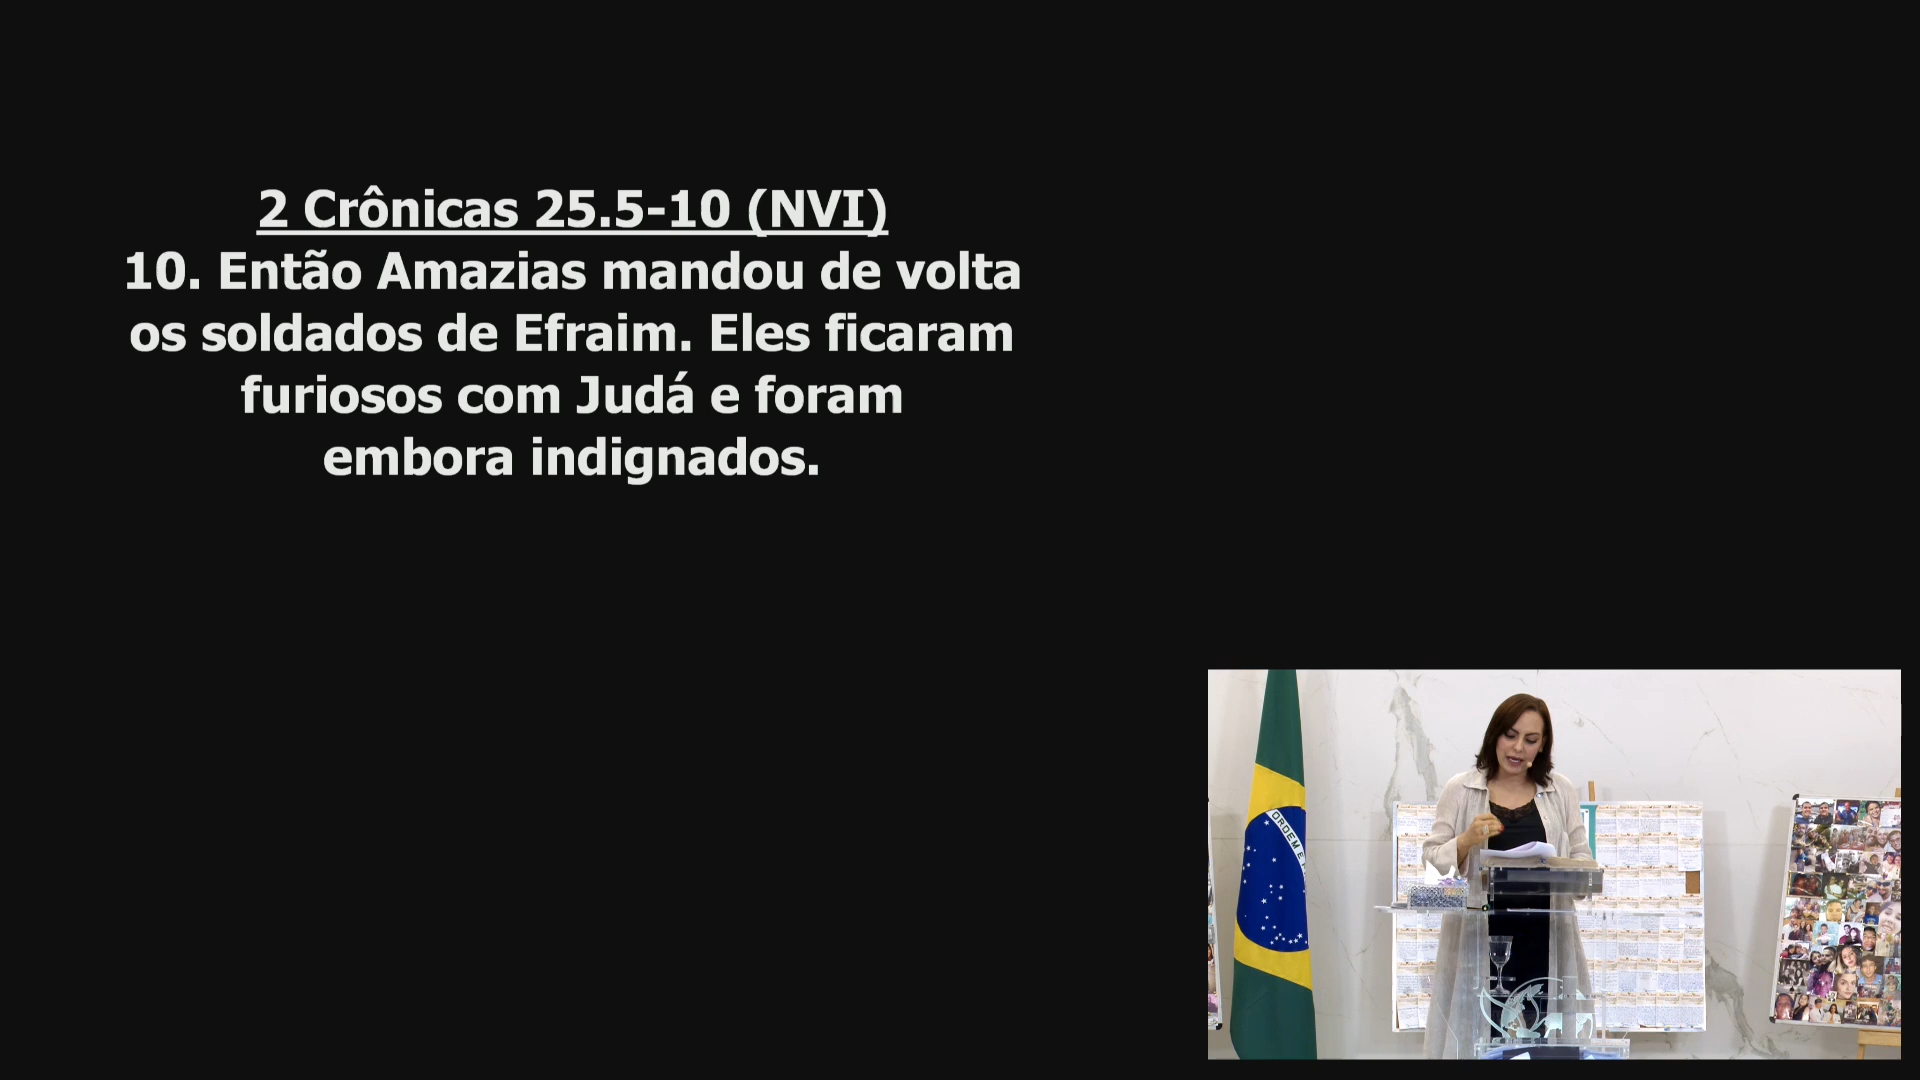 2 Crônicas 25.5-10 (NVI)
10. Então Amazias mandou de volta
os soldados de Efraim. Eles ficaram
furiosos com Judá e foram
embora indignados.
ORDEM E